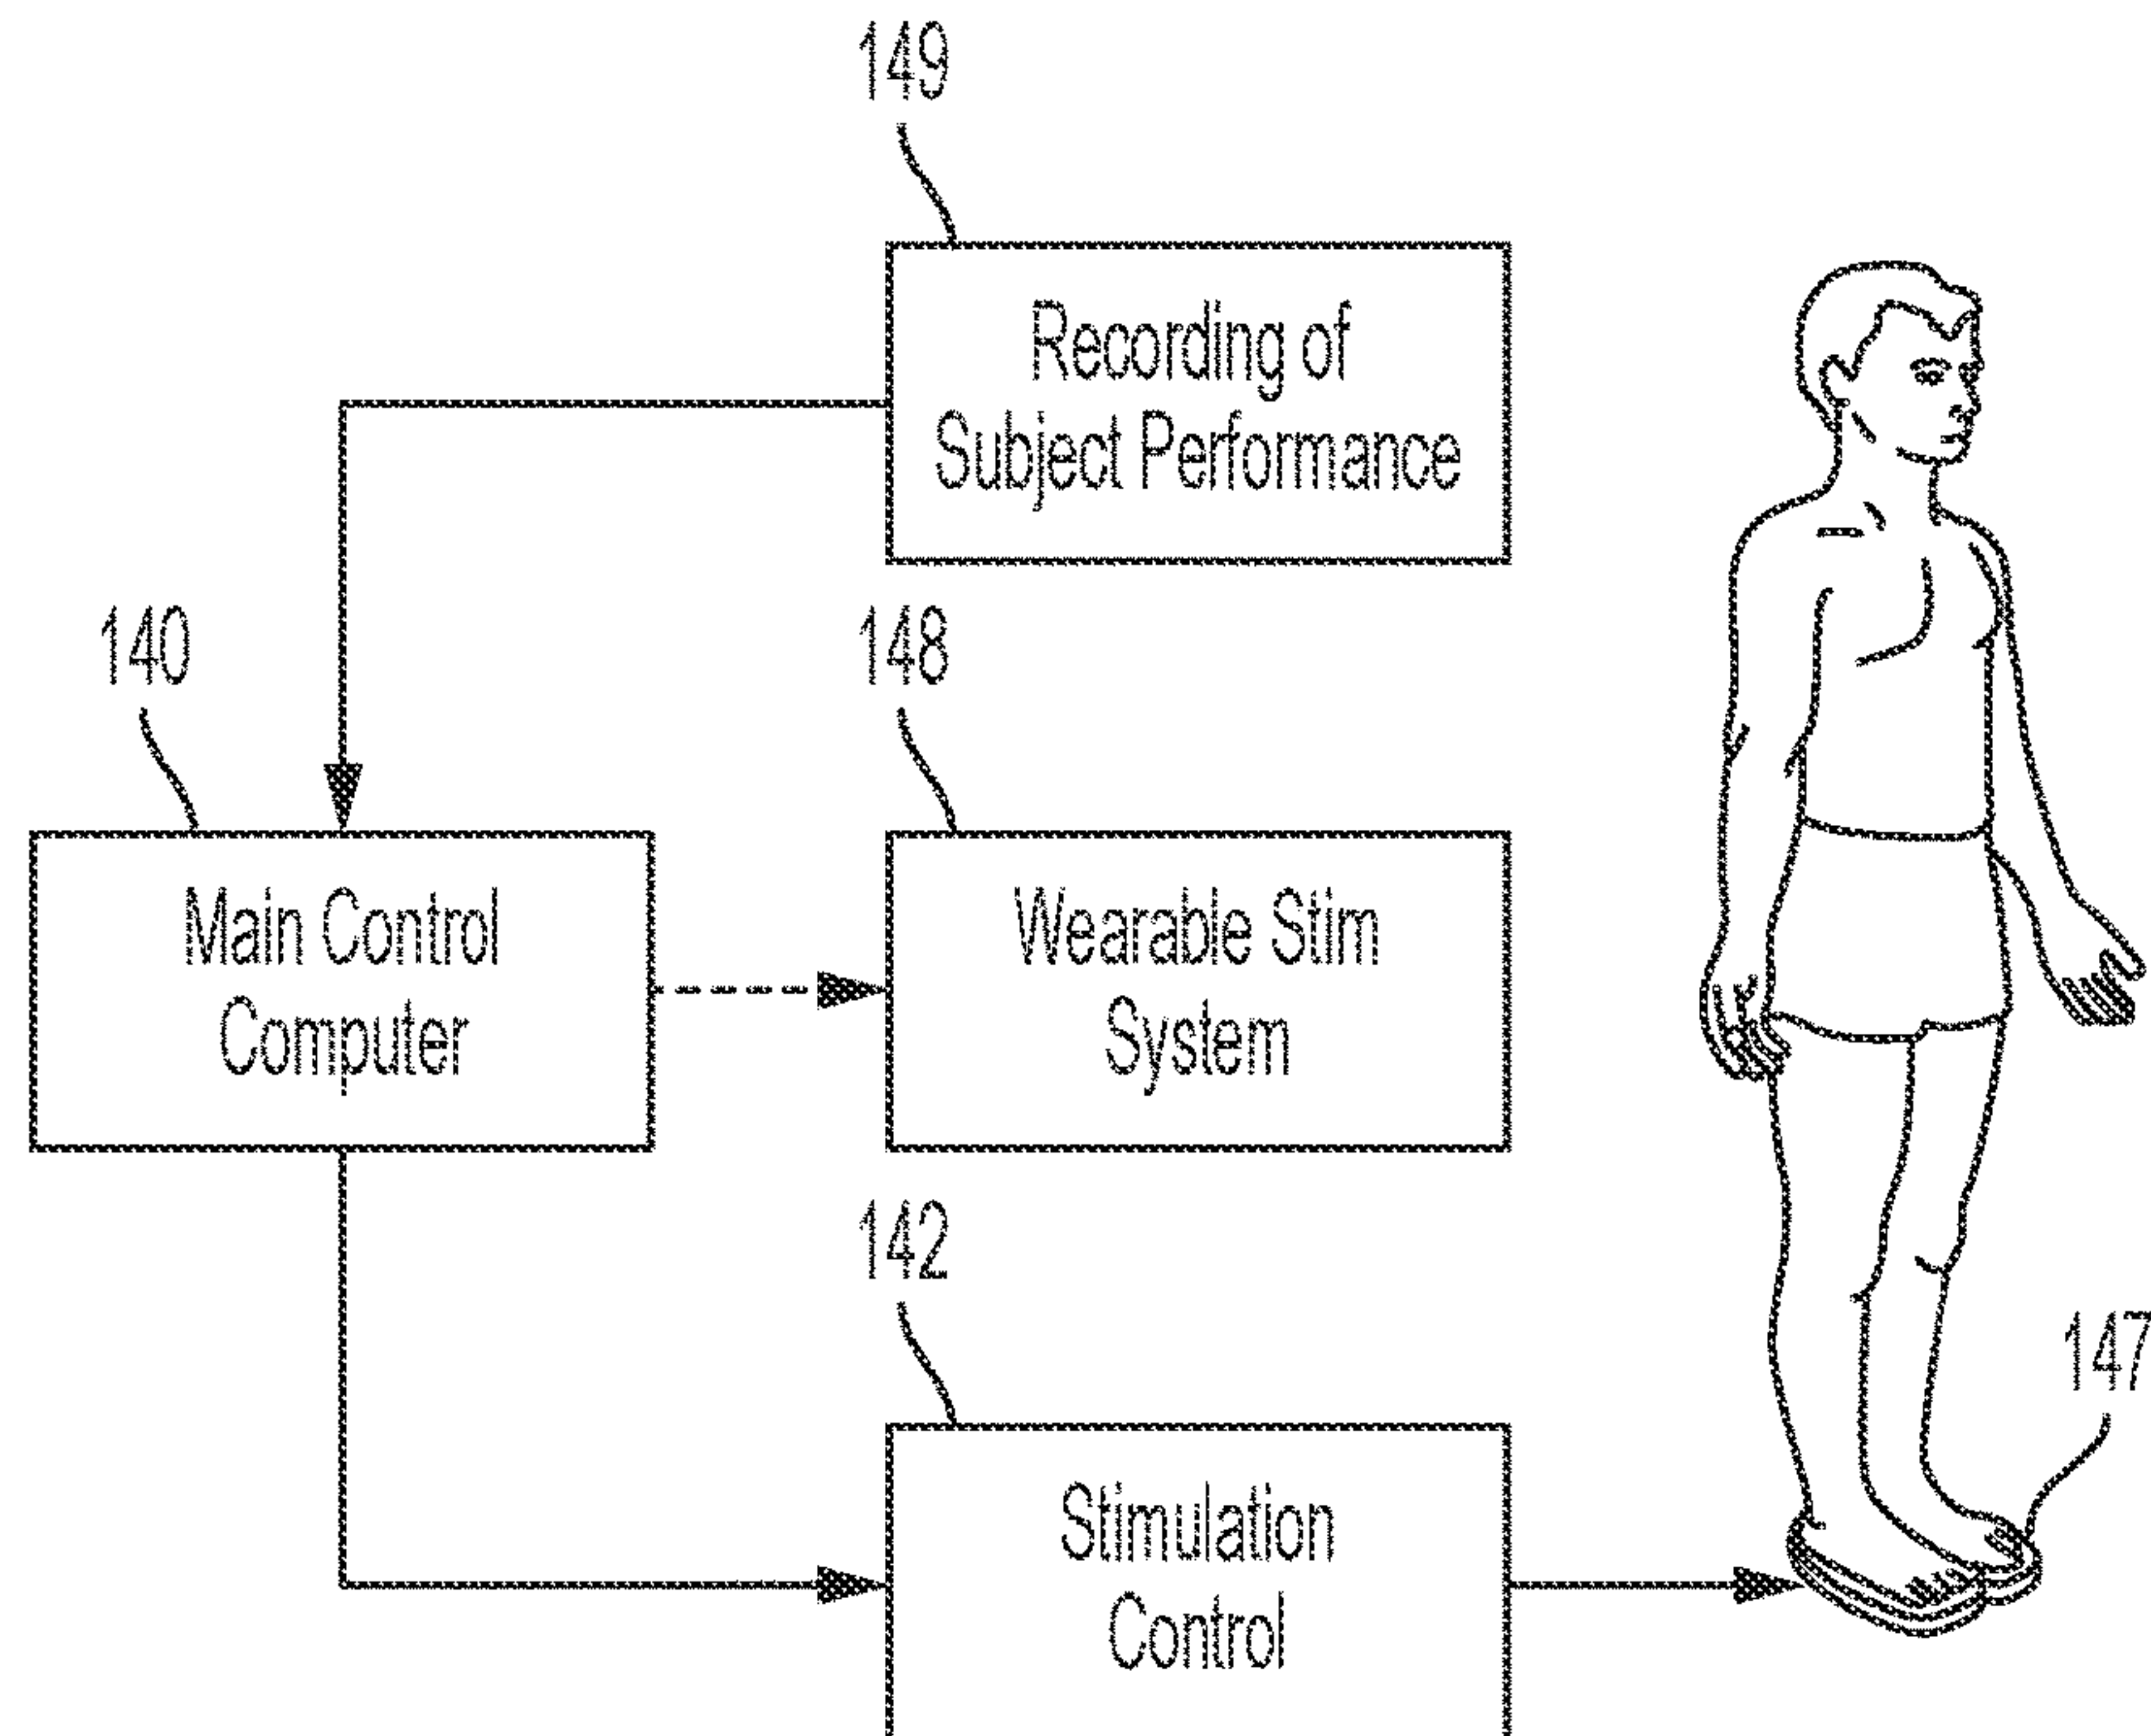 149
Recording of
Subject Performance
140
148
Main Control
Computer
Wearable Stim
System
142
147
Stimulation
Control